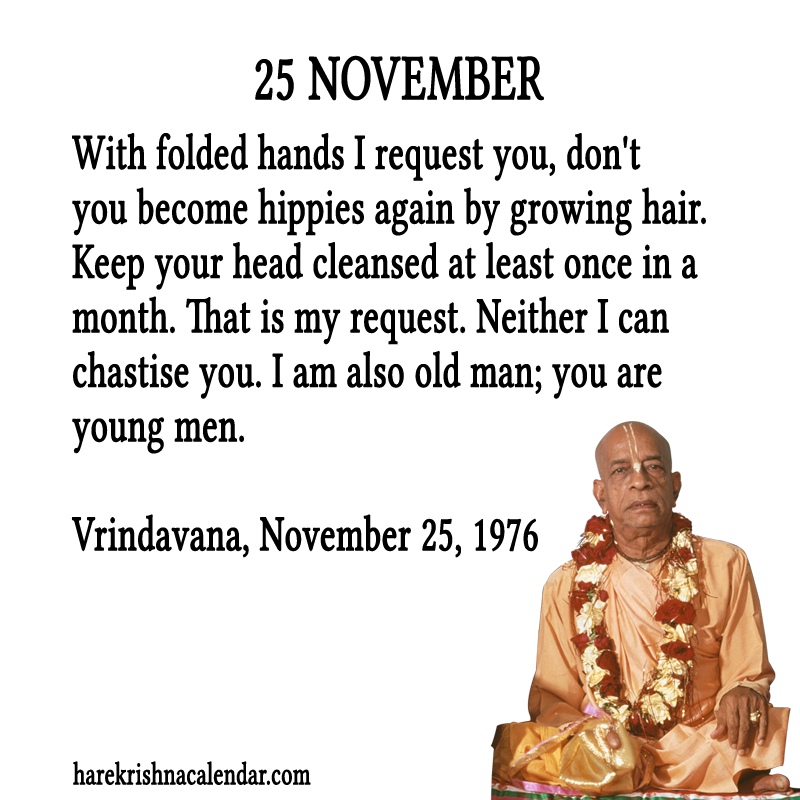 25 NOVEMBER
With folded hands I request you, don't
you become hippies again by growing hair.
Keep your head cleansed at least once in a
month. That is my request. Neither I can
chastise you. I am also old man; you are
young men.
Vrindavana, November 25, 1976
harekrishnacalendar.com